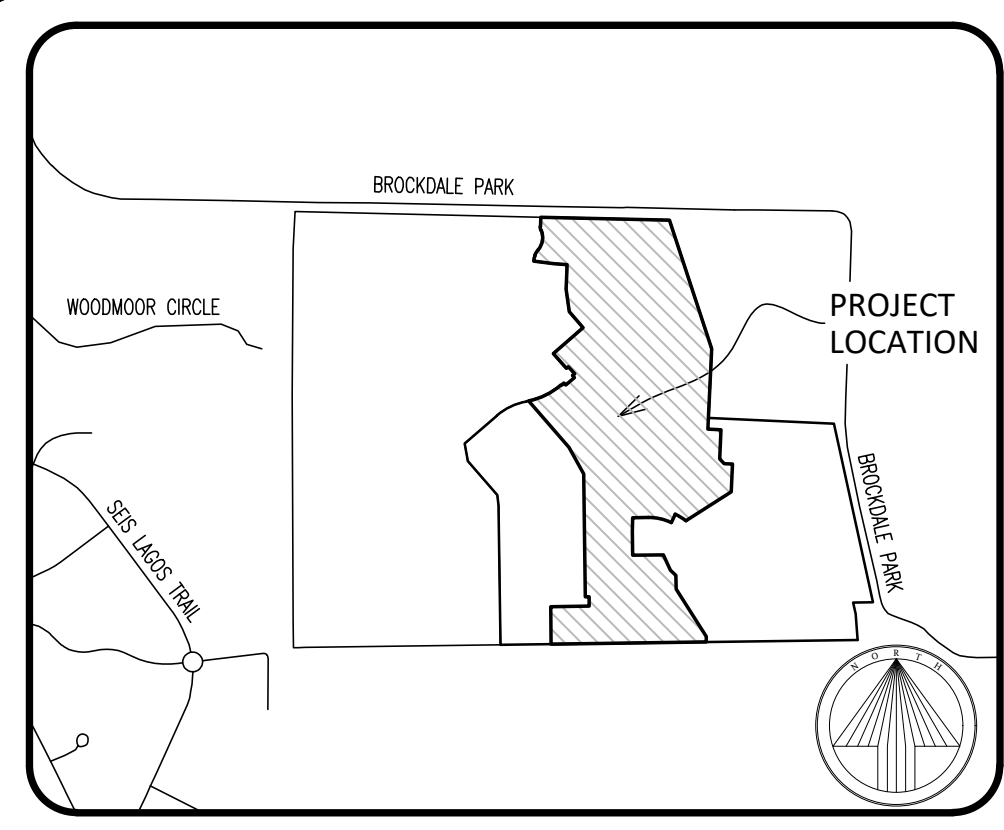 BROCKDALE PARK
WOODMOOR CIRCLE
PROJECT
LOCATION
BROCKDALE PARK
SEIS LAGOS TRAIL
NORTH